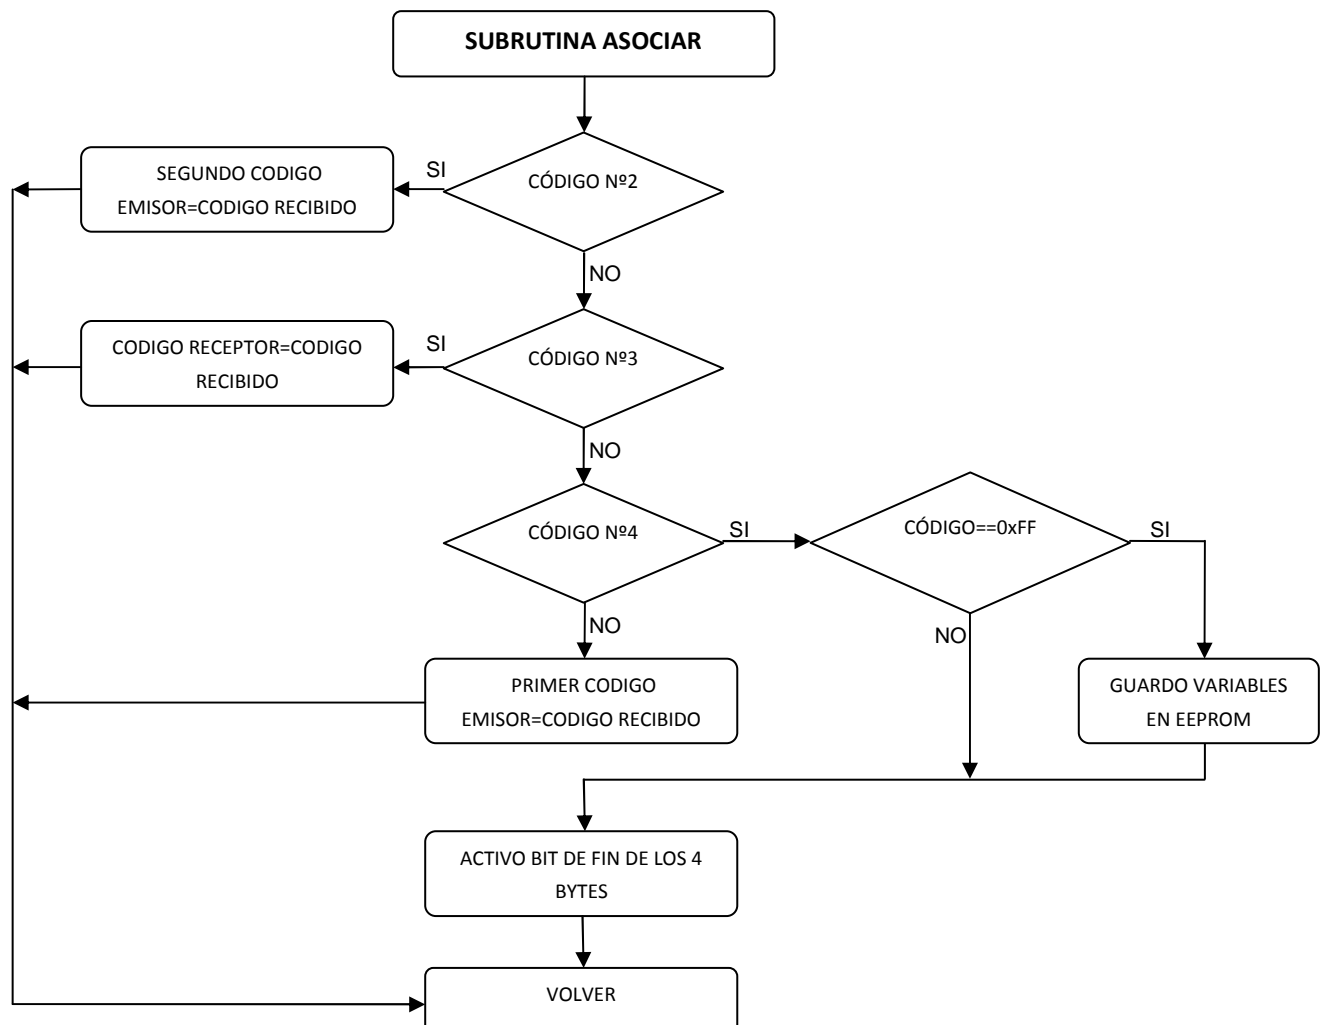 SUBRUTINA ASOCIAR
CÓDIGO Nº2
SI
SEGUNDO CODIGO
EMISOR=CODIGO RECIBIDO
NO
CÓDIGO Nº3
SI
CODIGO RECEPTOR=CODIGO
RECIBIDO
NO
CÓDIGO Nº4
SI
CÓDIGO==0xFF
SI
NO
NO
PRIMER CODIGO
EMISOR=CODIGO RECIBIDO
GUARDO VARIABLES
EN EEPROM
ACTIVO BIT DE FIN DE LOS 4
BYTES
VOLVER